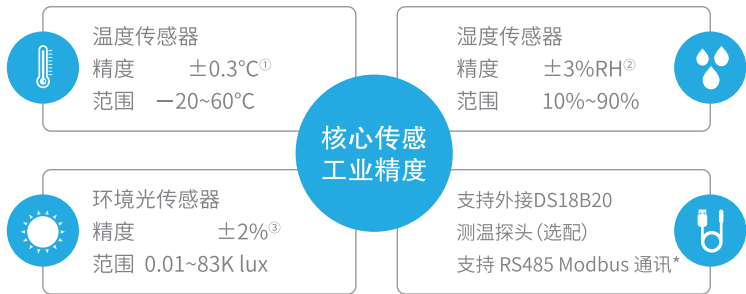 温度传感器
精度 ±0.3℃①
范围 －20~60℃
湿度传感器
精度 ±3%RH②
范围 10%~90%
核心传感
工业精度
环境光传感器
精度 ±2%③
范围 0.01~83K lux
支持外接DS18B20
测温探头（选配）
支持 RS485 Modbus 通讯*